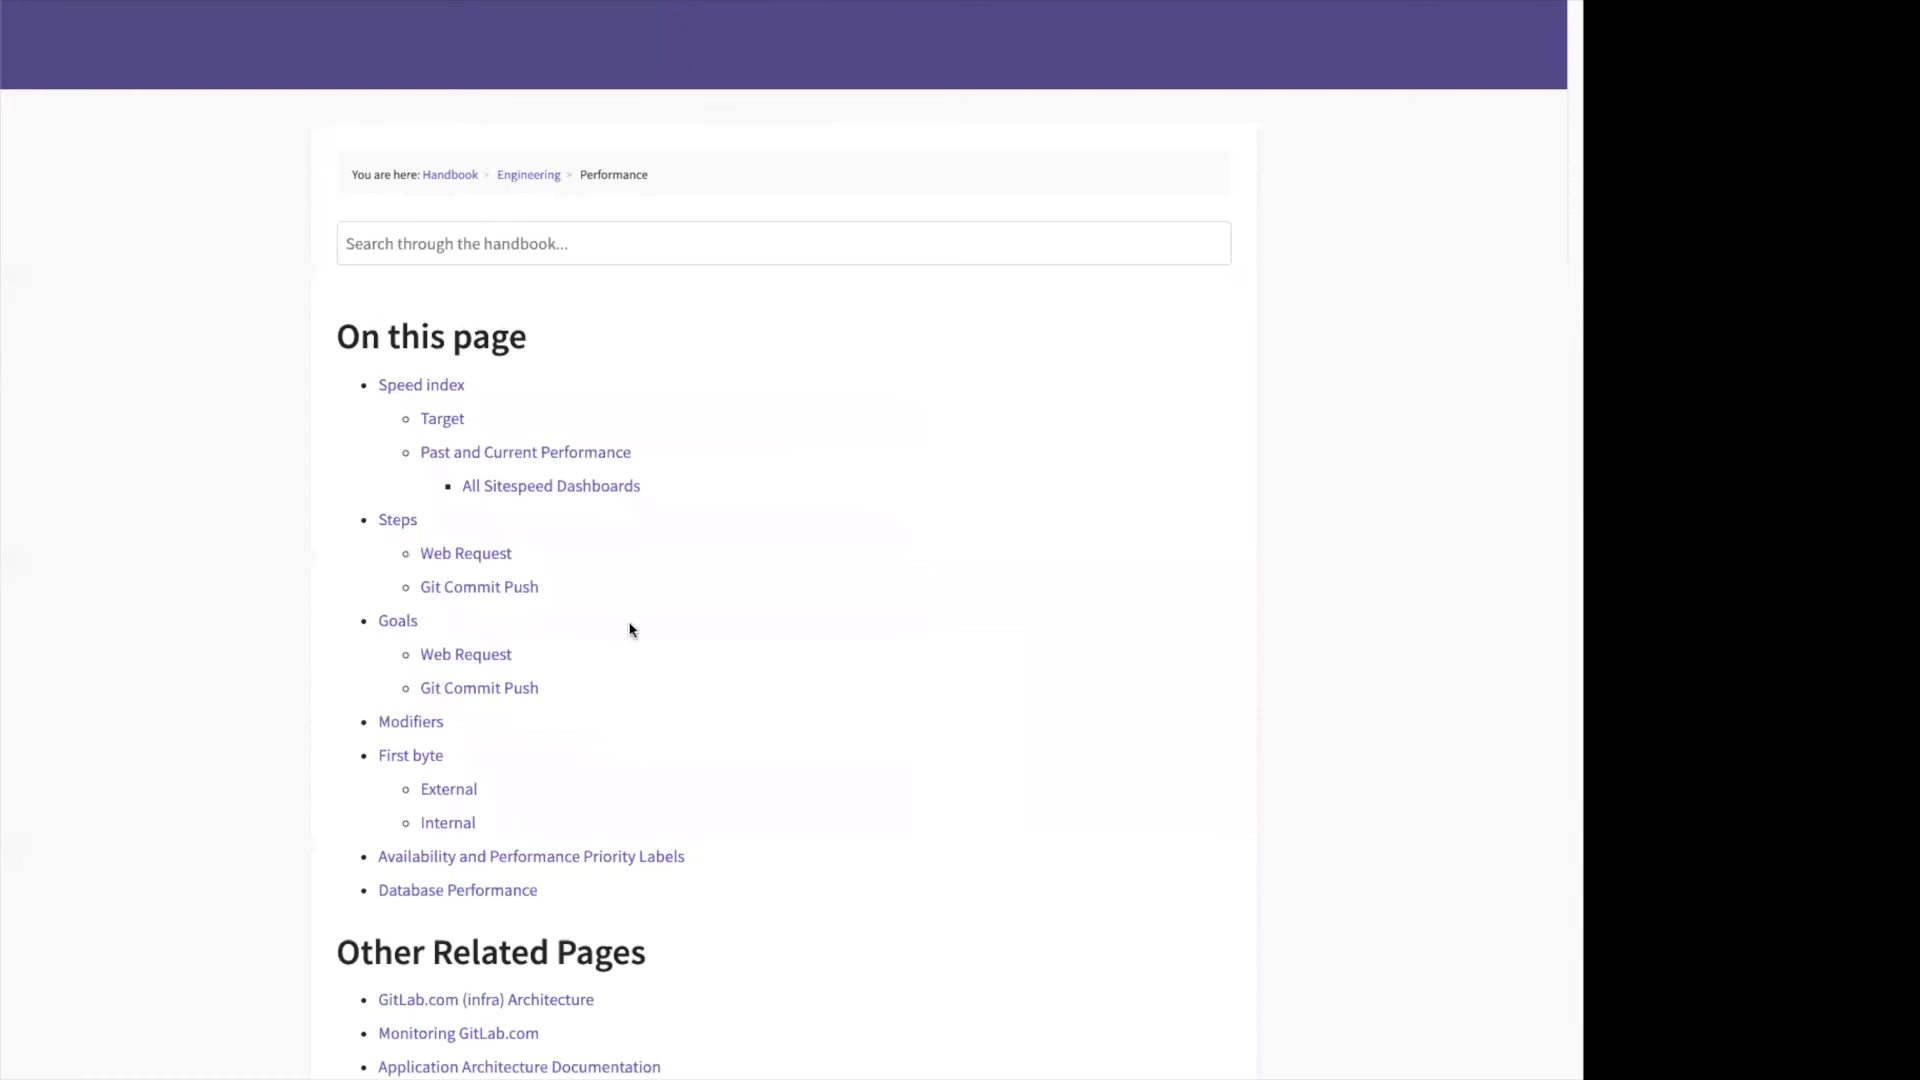 You are here: Handbook > Engineering > Performance
Search through the handbook...
On this page
Speed index
Target
Past and Current Performance
All Sitespeed Dashboards
Steps
Web Request
Git Commit Push
Goals
Web Request
Git Commit Push
Modifiers
First byte
External
Internal
Availability and Performance Priority Labels
Database Performance
Other Related Pages
GitLab.com (infra) Architecture
Monitoring GitLab.com
Application Architecture Documentation